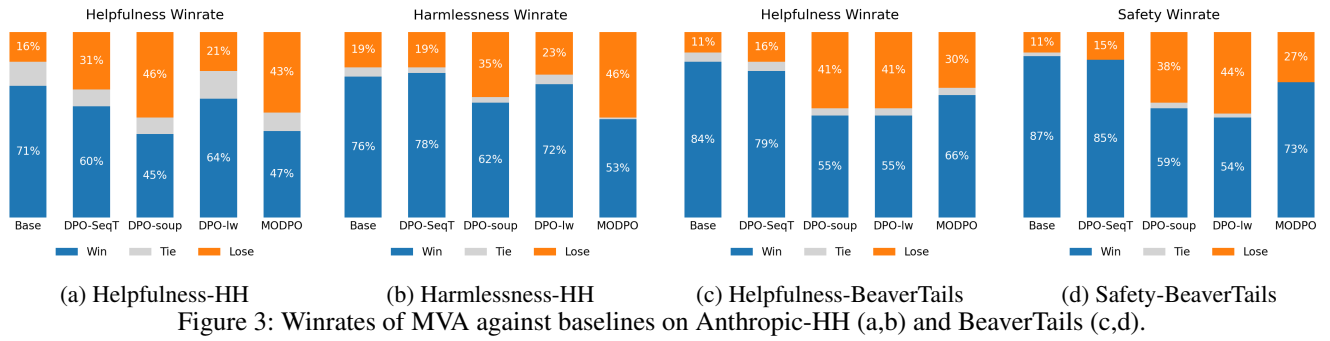 Helpfulness Winrate
16%
31%
46%
21%
43%
71%
60%
45%
64%
47%
Base DPO-SeqT DPO-soup DPO-lw MODPO
Win Tie Lose
(a) Helpfulness-HH
Harmlessness Winrate
19%
19%
35%
23%
46%
76%
78%
62%
72%
53%
Base DPO-SeqT DPO-soup DPO-lw MODPO
Win Tie Lose
(b) Harmlessness-HH
Helpfulness Winrate
11%
16%
41%
41%
30%
84%
79%
55%
55%
66%
Base DPO-SeqT DPO-soup DPO-lw MODPO
Win Tie Lose
(c) Helpfulness-BeaverTails
Safety Winrate
11%
15%
38%
44%
27%
87%
85%
59%
54%
73%
Base DPO-SeqT DPO-soup DPO-lw MODPO
Win Tie Lose
(d) Safety-BeaverTails
Figure 3: Winrates of MVA against baselines on Anthropic-HH (a,b) and BeaverTails (c,d).